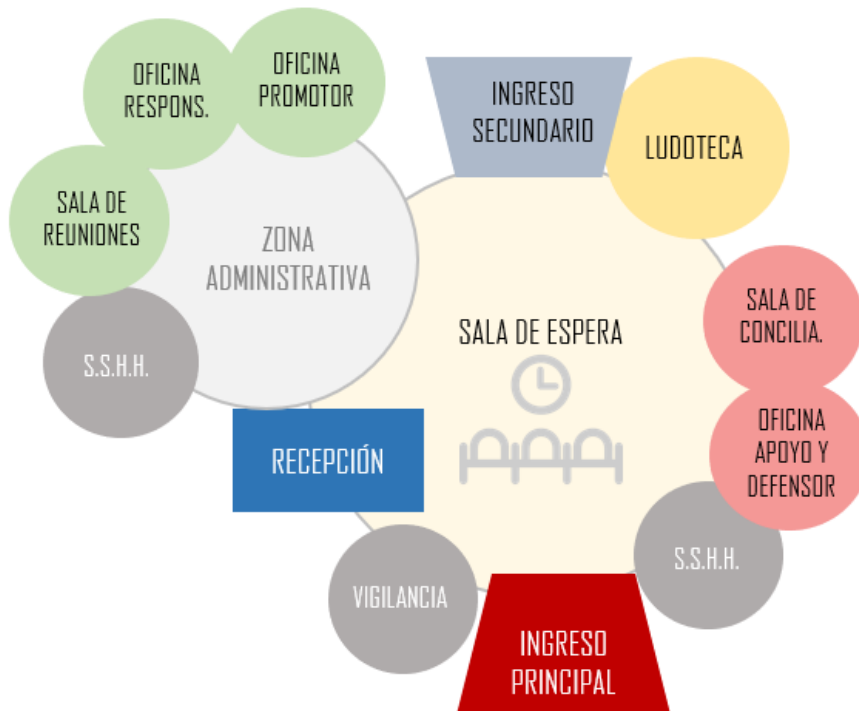 OFICINA
RESPONS.
OFICINA
PROMOTOR
INGRESO
SECUNDARIO
LUDOTECA
SALA DE
REUNIONES
ZONA
ADMINISTRATIVA
SALA DE ESPERA
SALA DE
CONCILIA.
S.S.H.H.
RECEPCIÓN
OFICINA
APOYO Y
DEFENSOR
S.S.H.H.
VIGILANCIA
INGRESO
PRINCIPAL